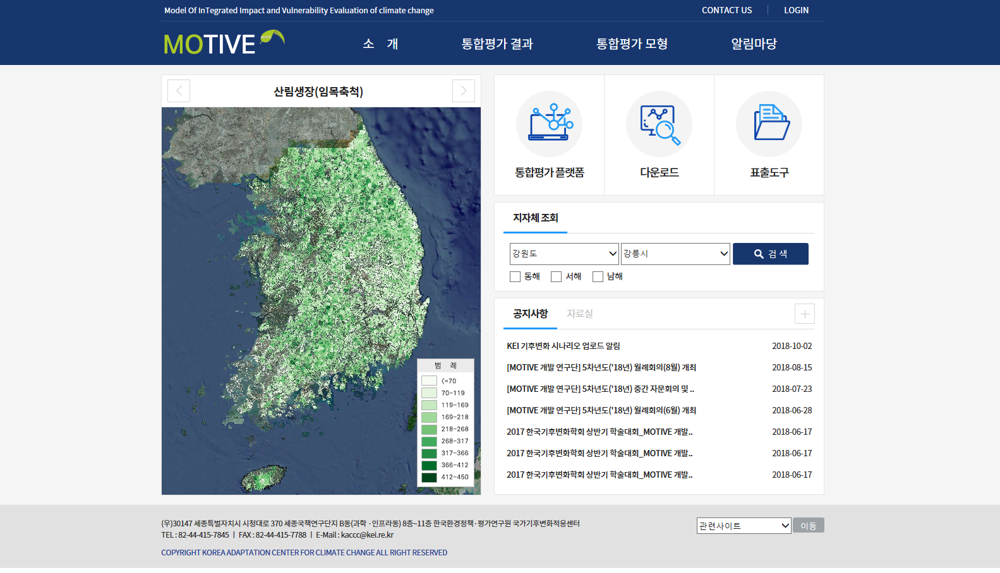 Model Of InTegrated Impact and Vulnerability Evaluation of climate change
CONTACT US
LOGIN
MOTIVE
소 개
통합평가 결과
통합평가 모형
알림마당
산림생장(임목축적)
범 례
<=70
70-119
119-169
169-218
218-268
268-317
317-366
366-412
412-450
통합평가 플랫폼
다운로드
표출도구
지자체 조회
강원도
강릉시
검 색
동해
서해
남해
공지사항
자료실
KEI 기후변화 시나리오 업로드 알림 2018-10-02
[MOTIVE 개발 연구단] 5차년도('18년) 월례회의(8월) 개최 2018-08-15
[MOTIVE 개발 연구단] 5차년도('18년) 중간 자문회의 및 .. 2018-07-23
[MOTIVE 개발 연구단] 5차년도('18년) 월례회의(6월) 개최 2018-06-28
2017 한국기후변화학회 상반기 학술대회_MOTIVE 개발.. 2018-06-17
2017 한국기후변화학회 상반기 학술대회_MOTIVE 개발.. 2018-06-17
2017 한국기후변화학회 상반기 학술대회_MOTIVE 개발.. 2018-06-17
(우)30147 세종특별자치시 시청대로 370 세종국책연구단지 B동(과학 · 인프라동) 8층~11층 한국환경정책·평가연구원 국가기후변화적응센터
TEL : 82-44-415-7845 | FAX : 82-44-415-7788 | E-Mail : kaccc@kei.re.kr
COPYRIGHT KOREA ADAPTATION CENTER FOR CLIMATE CHANGE ALL RIGHT RESERVED
관련사이트
이동